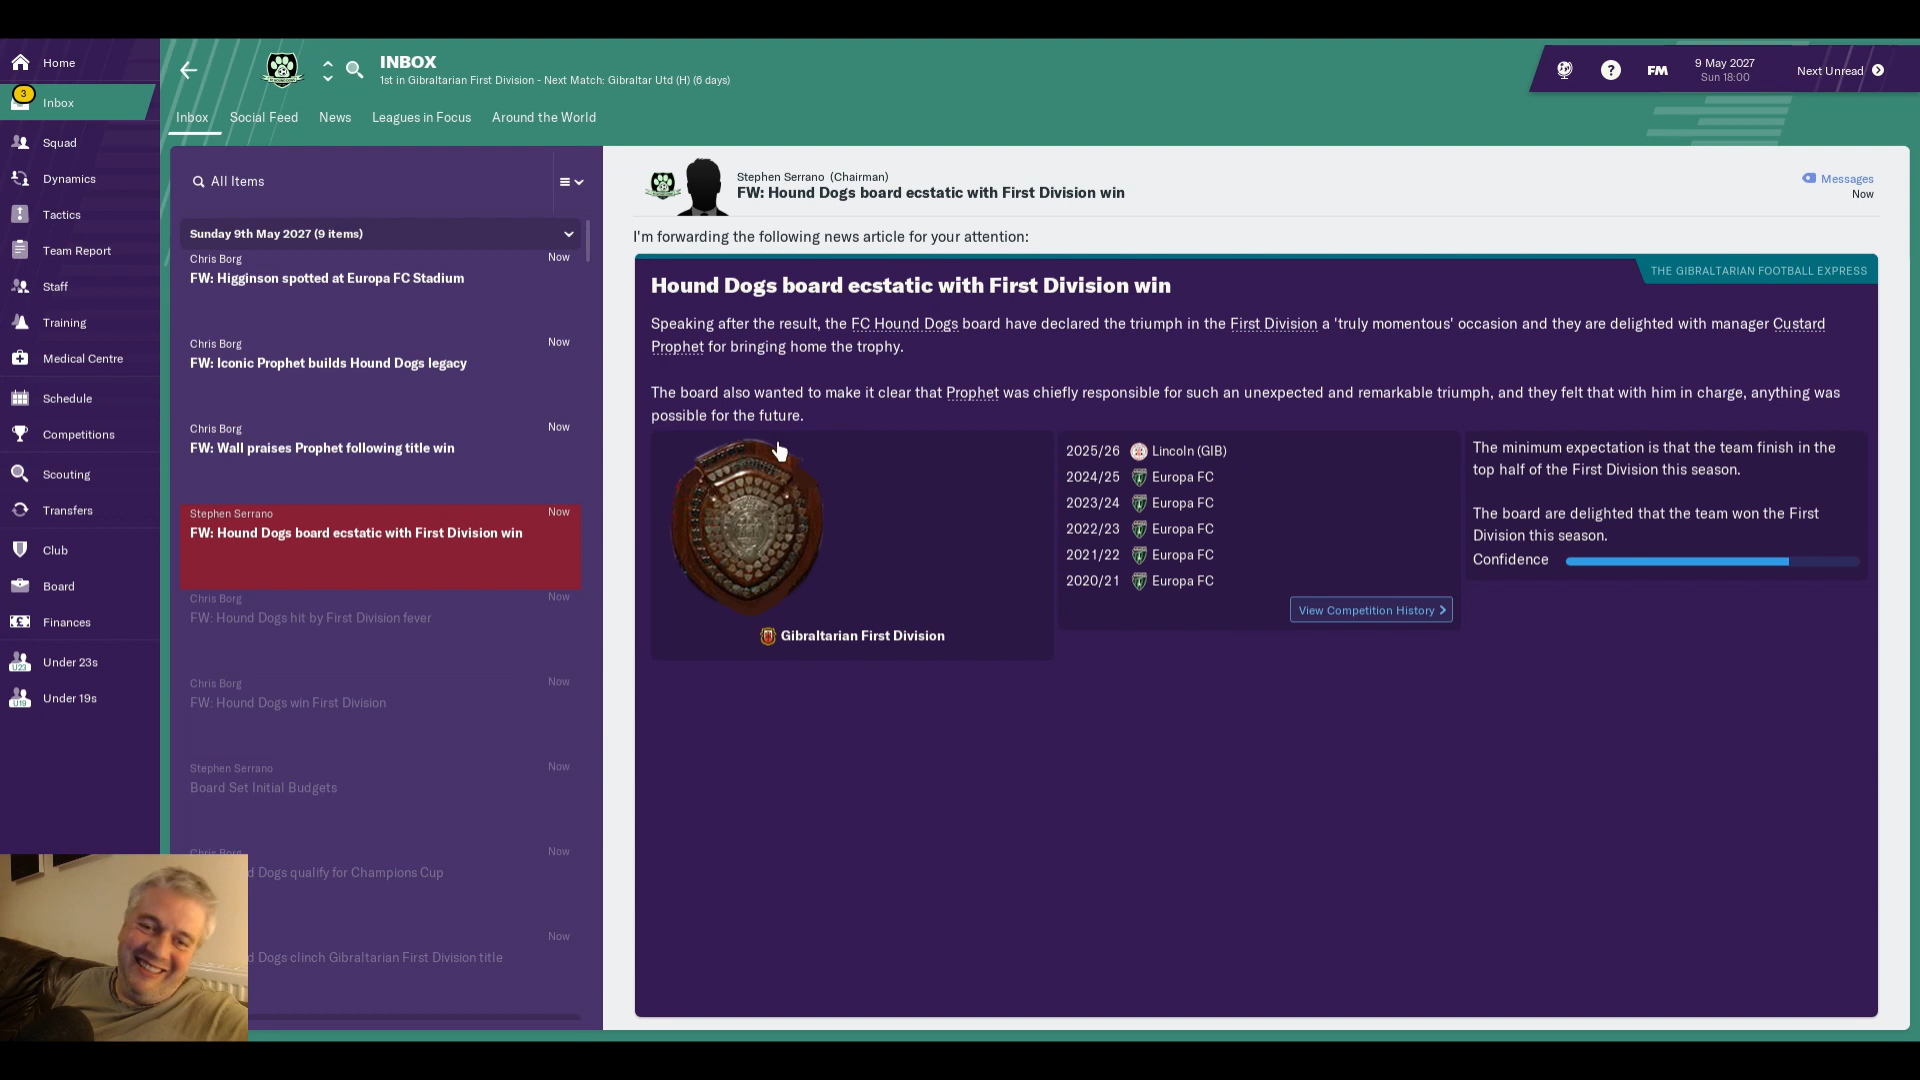 Home
3
Inbox
Squad
Dynamics
Tactics
Team Report
Staff
Training
Medical Centre
Schedule
Competitions
Scouting
Transfers
Club
Board
Finances
U23
Under 23s
U19
Under 19s
INBOX
1st in Gibraltarian First Division - Next Match: Gibraltar Utd (H) (6 days)
FM
9 May 2027
Sun 18:00
Next Unread
Inbox
Social Feed
News
Leagues in Focus
Around the World
All Items
Sunday 9th May 2027 (9 items)
Chris Borg
Now
FW: Higginson spotted at Europa FC Stadium
Chris Borg
Now
FW: Iconic Prophet builds Hound Dogs legacy
Chris Borg
Now
FW: Wall praises Prophet following title win
Stephen Serrano
Now
FW: Hound Dogs board ecstatic with First Division win
Chris Borg
Now
FW: Hound Dogs hit by First Division fever
Chris Borg
Now
FW: Hound Dogs win First Division
Stephen Serrano
Now
Board Set Initial Budgets
Chris Borg
Now
Dogs qualify for Champions Cup
Now
Dogs clinch Gibraltarian First Division title
Stephen Serrano (Chairman)
FW: Hound Dogs board ecstatic with First Division win
Messages
Now
I'm forwarding the following news article for your attention:
THE GIBRALTARIAN FOOTBALL EXPRESS
Hound Dogs board ecstatic with First Division win
Speaking after the result, the FC Hound Dogs board have declared the triumph in the First Division a 'truly momentous' occasion and they are delighted with manager Custard
Prophet for bringing home the trophy.
The board also wanted to make it clear that Prophet was chiefly responsible for such an unexpected and remarkable triumph, and they felt that with him in charge, anything was
possible for the future.
Gibraltarian First Division
2025/26 Lincoln (GIB)
2024/25 Europa FC
2023/24 Europa FC
2022/23 Europa FC
2021/22 Europa FC
2020/21 Europa FC
View Competition History
The minimum expectation is that the team finish in the
top half of the First Division this season.
The board are delighted that the team won the First
Division this season.
Confidence